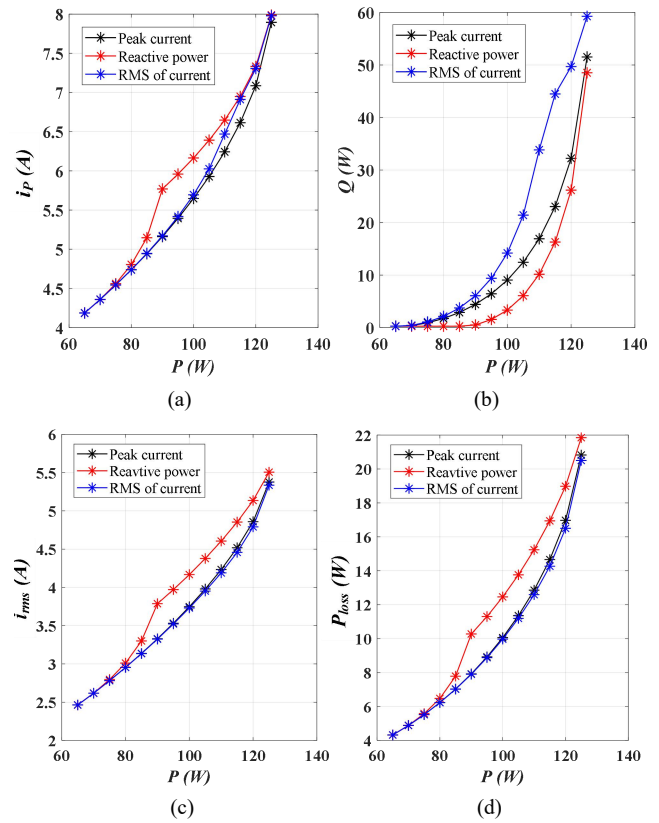 8
7.5
7
6.5
6
5.5
5
4.5
4
60
80
100
120
140
i_P (A)
P (W)
Peak current
Reactive power
RMS of current
(a)
60
50
40
30
20
10
0
60
80
100
120
140
Q (W)
P (W)
Peak current
Reactive power
RMS of current
(b)
6
5.5
5
4.5
4
3.5
3
2.5
2
60
80
100
120
140
i_rms (A)
P (W)
Peak current
Reavtive power
RMS of current
(c)
22
20
18
16
14
12
10
8
6
4
60
80
100
120
140
P_loss (W)
P (W)
Peak current
Reavtive power
RMS of current
(d)